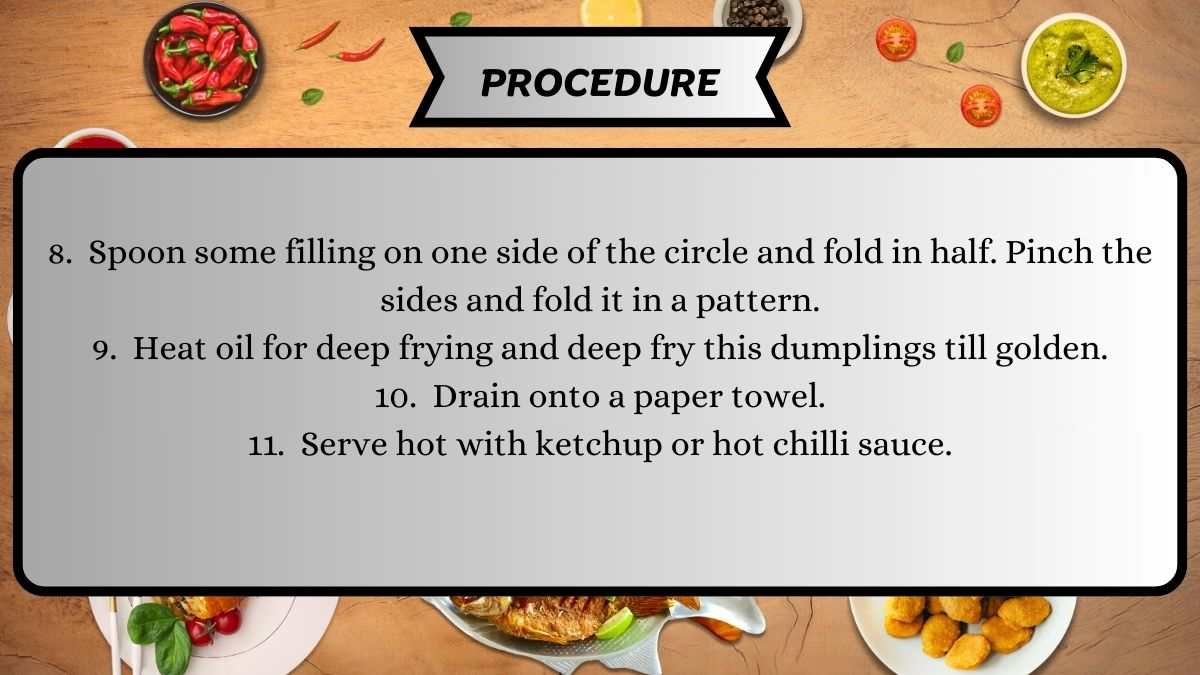 PROCEDURE
8. Spoon some filling on one side of the circle and fold in half. Pinch the
sides and fold it in a pattern.
9. Heat oil for deep frying and deep fry this dumplings till golden.
10. Drain onto a paper towel.
11. Serve hot with ketchup or hot chilli sauce.